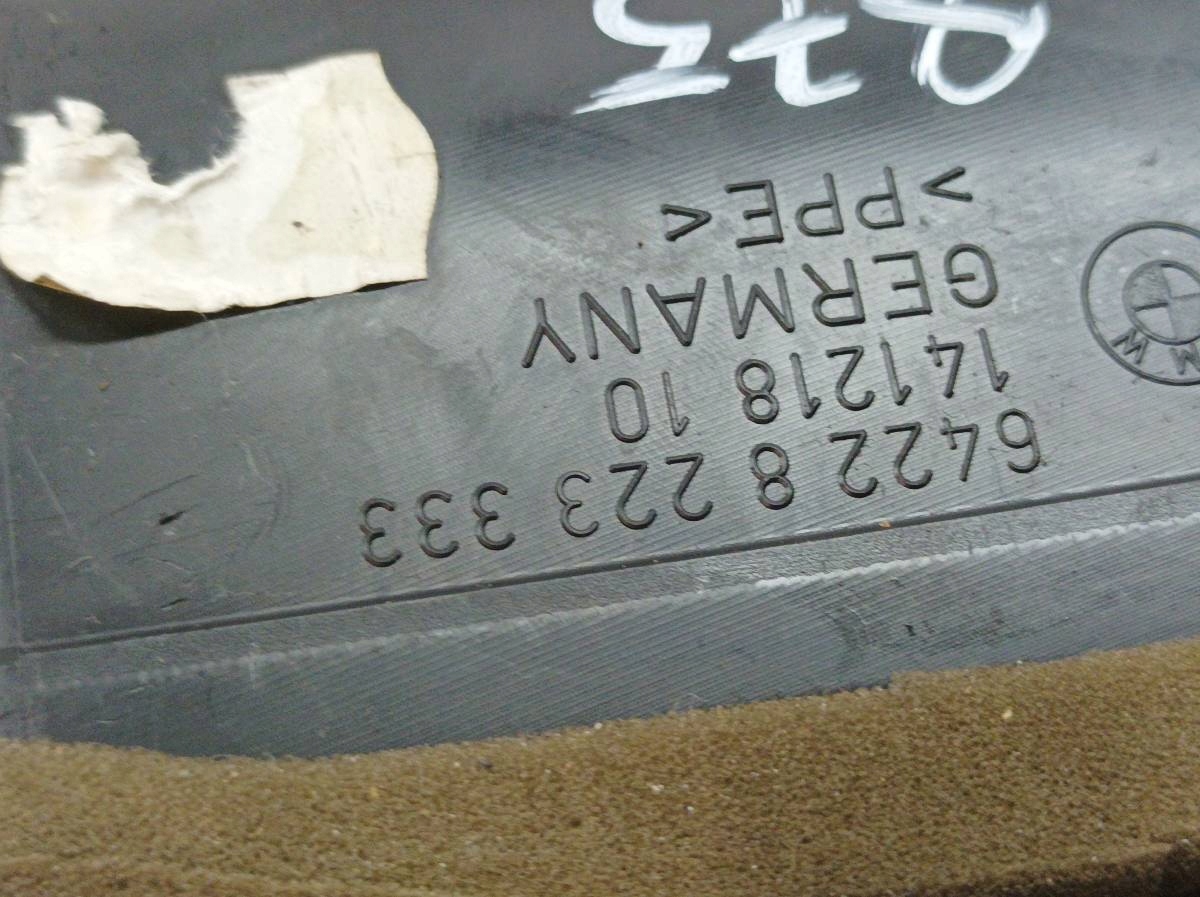 6422 8 223 333
141218 10
GERMANY
>PPE<
M W